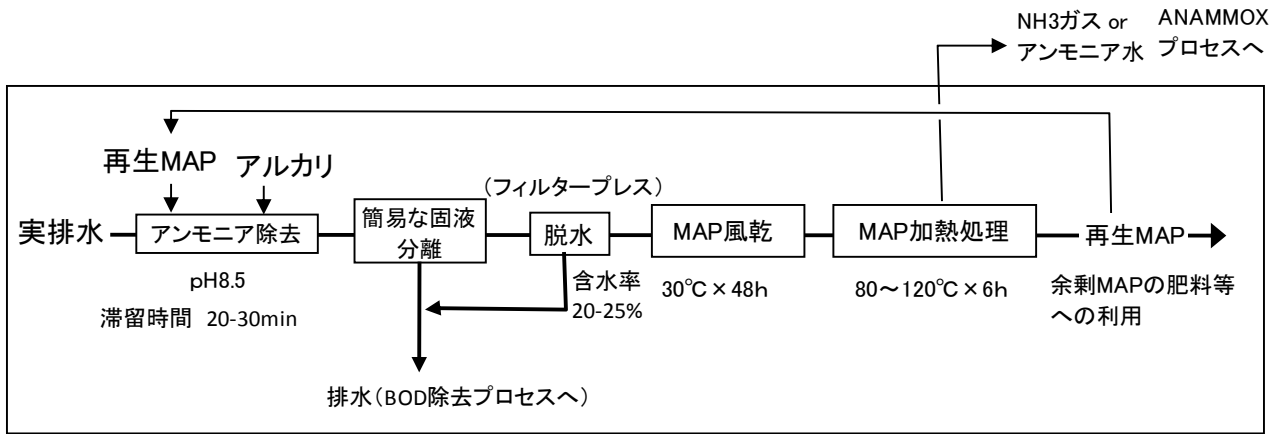 NH3ガス or
アンモニア水
ANAMMOX
プロセスへ
再生MAP
アルカリ
実排水
アンモニア除去
pH8.5
滞留時間 20-30min
簡易な固液
分離
(フィルタープレス)
脱水
含水率
20-25%
MAP風乾
30℃×48h
MAP加熱処理
80～120℃×6h
再生MAP
余剰MAPの肥料等
への利用
排水(BOD除去プロセスへ)